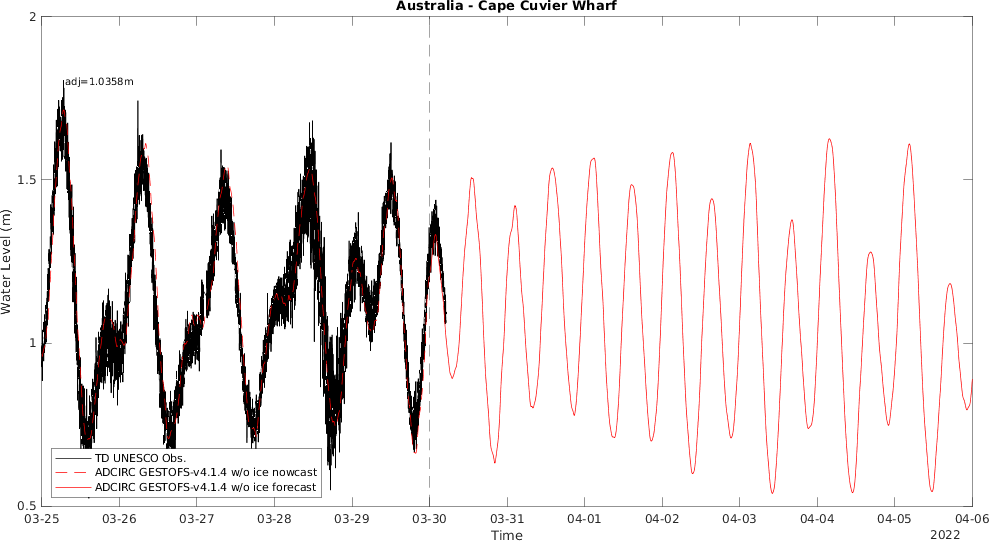 Australia - Cape Cuvier Wharf
2
adj=1.0358m
1.5
Water Level (m)
1
TD UNESCO Obs.
ADCIRC GESTOFS-v4.1.4 w/o ice nowcast
ADCIRC GESTOFS-v4.1.4 w/o ice forecast
0.5
03-25 03-26 03-27 03-28 03-29 03-30 03-31 04-01 04-02 04-03 04-04 04-05 04-06
Time
2022